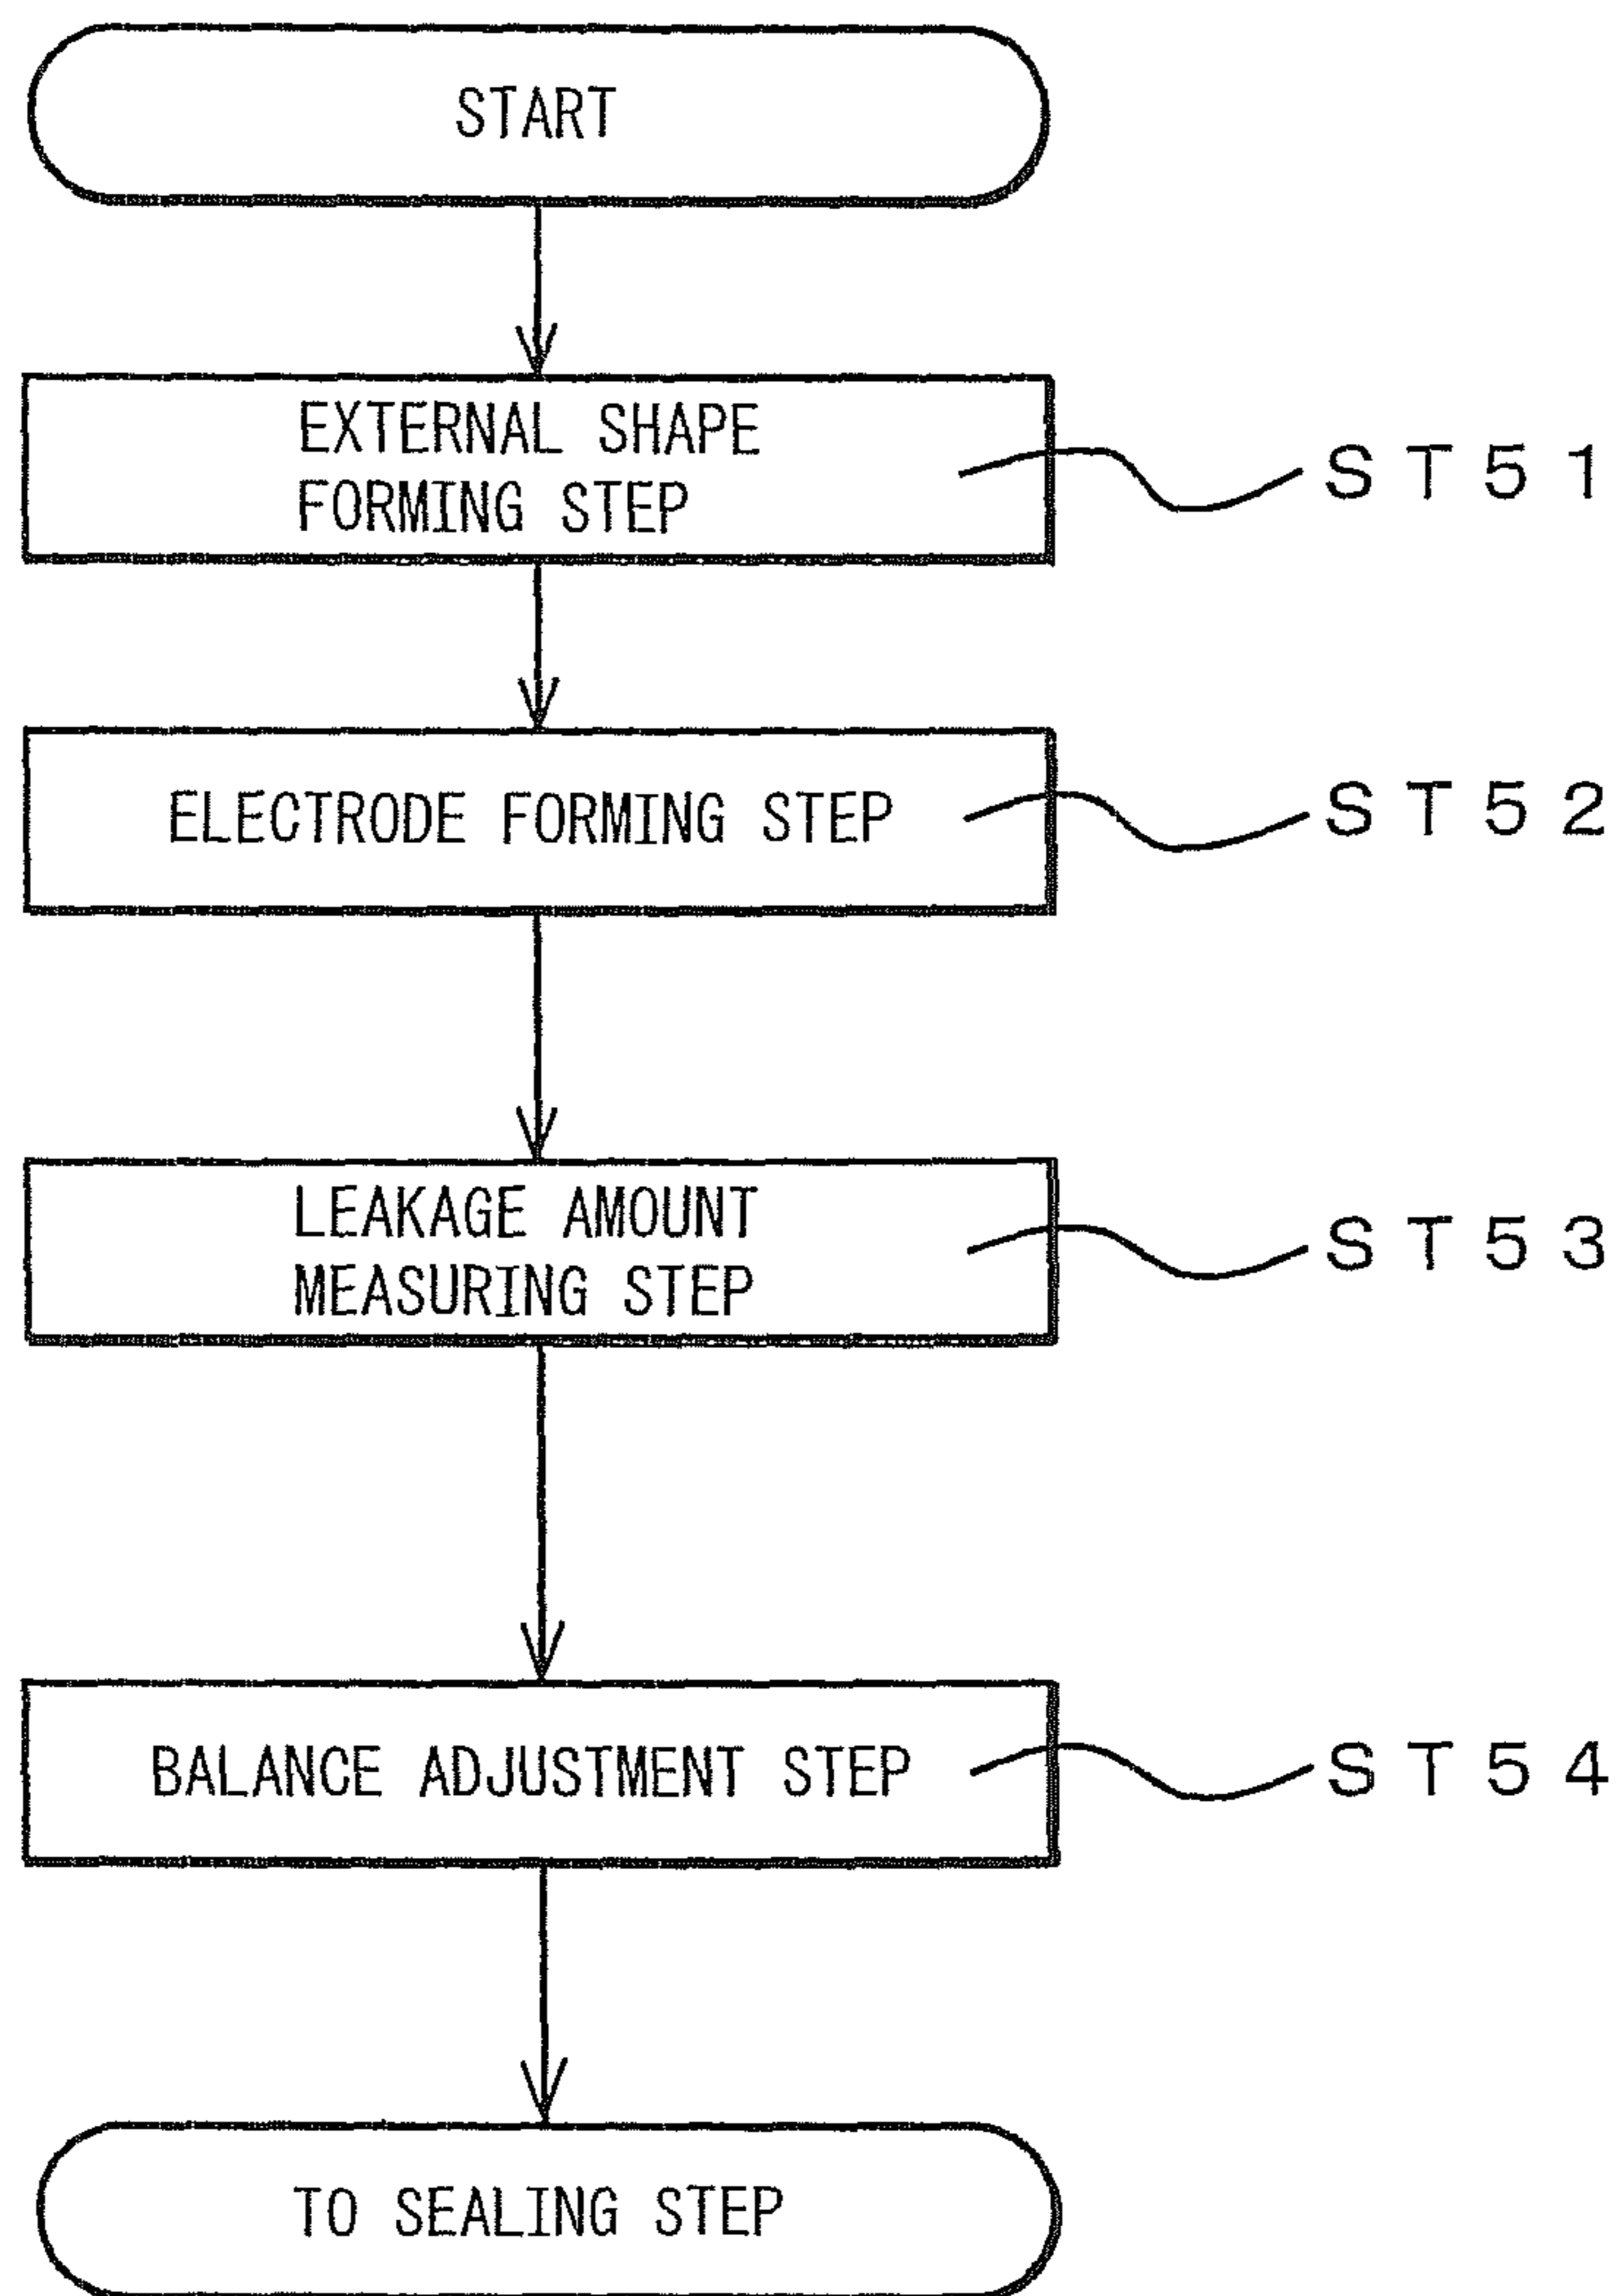 START
EXTERNAL SHAPE
FORMING STEP
ST51
ELECTRODE FORMING STEP
ST52
LEAKAGE AMOUNT
MEASURING STEP
ST53
BALANCE ADJUSTMENT STEP
ST54
TO SEALING STEP